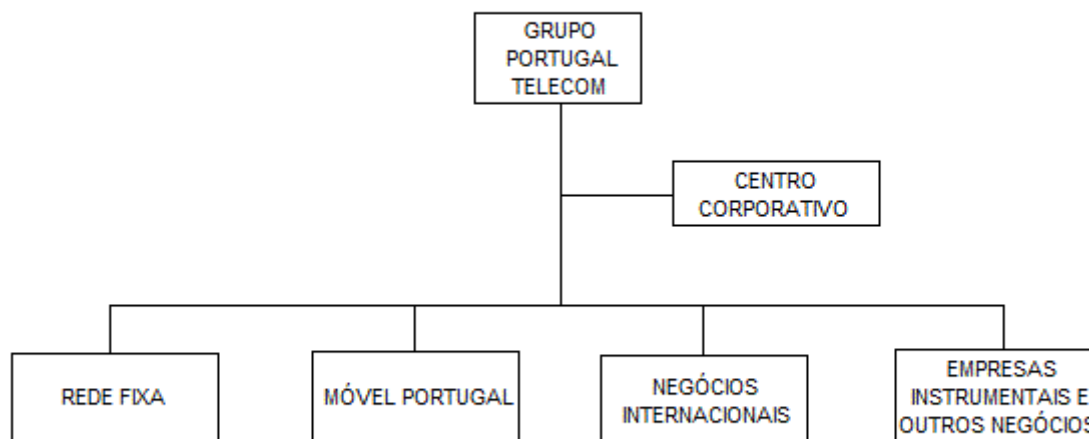 GRUPO
PORTUGAL
TELECOM
CENTRO
CORPORATIVO
REDE FIXA
MÓVEL PORTUGAL
NEGÓCIOS
INTERNACIONAIS
EMPRESAS
INSTRUMENTAIS E
OUTROS NEGÓCIOS